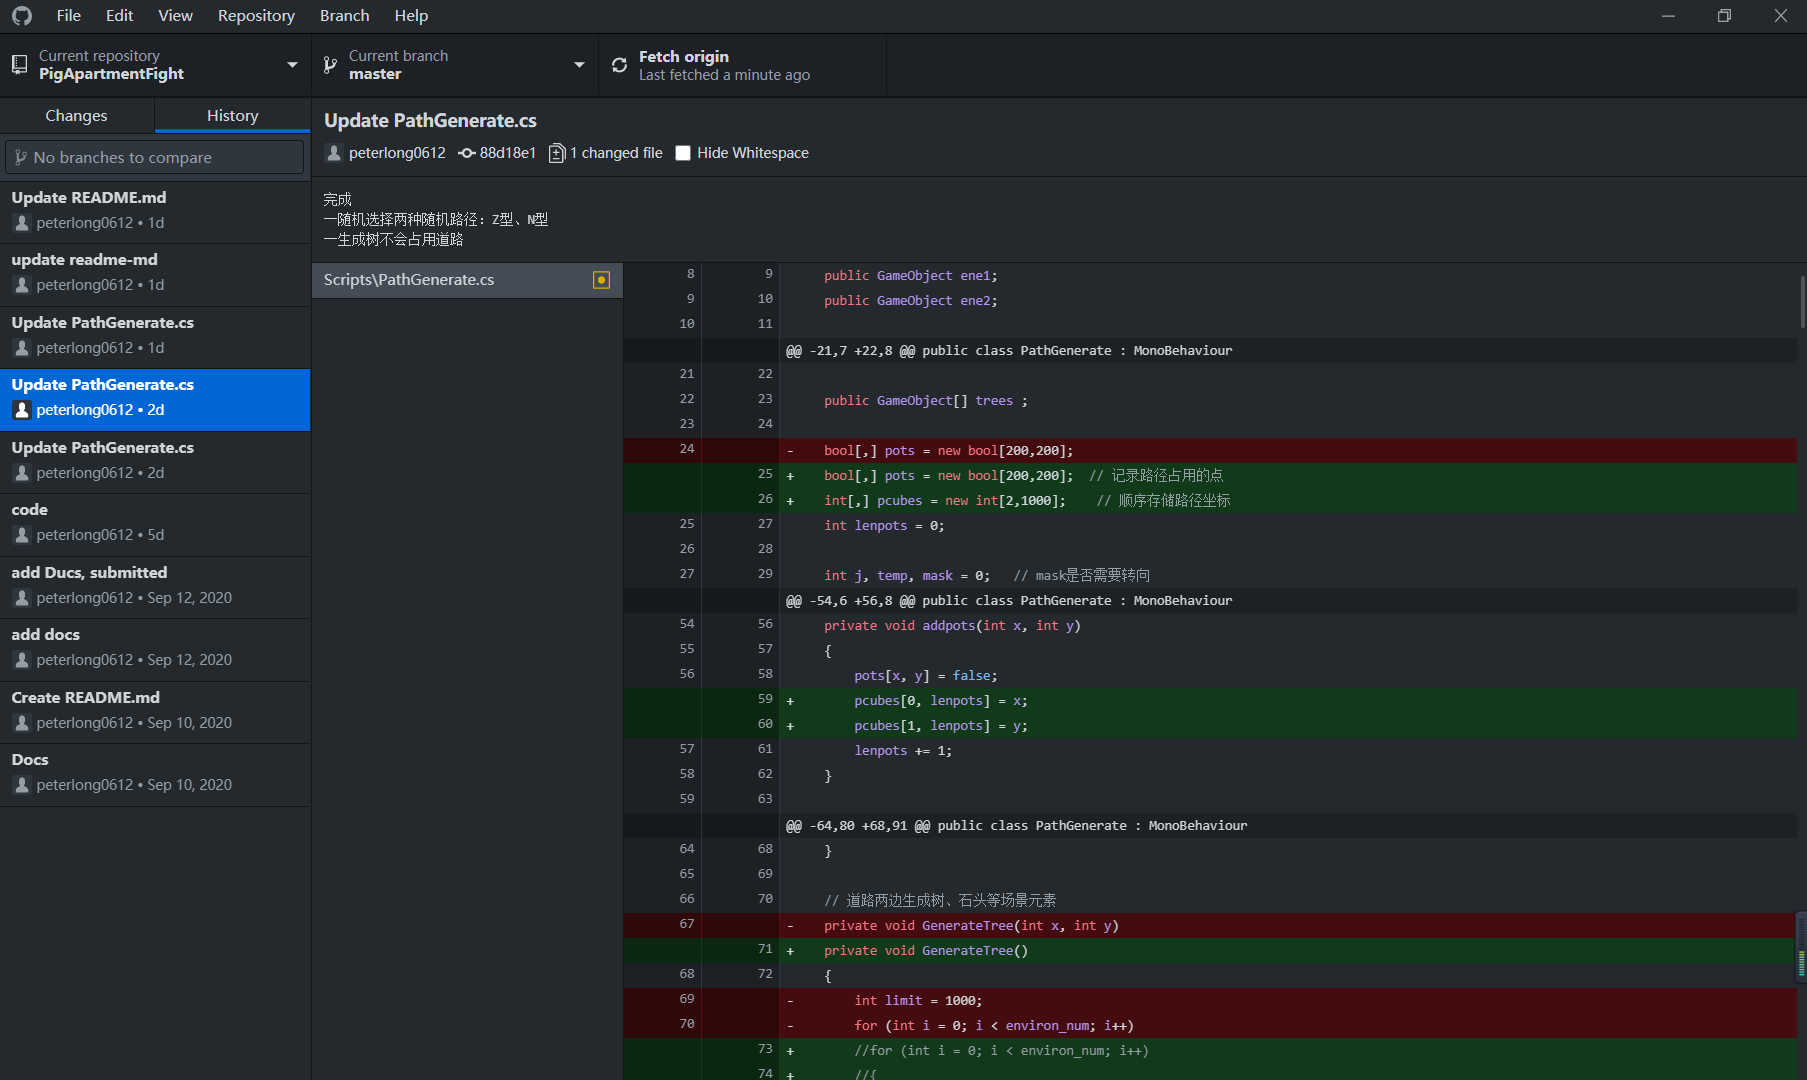 File Edit View Repository Branch Help
Current repository
PigApartmentFight
Current branch
master
Fetch origin
Last fetched a minute ago
Changes History
No branches to compare
Update README.md
peterlong0612 • 1d
update readme-md
peterlong0612 • 1d
Update PathGenerate.cs
peterlong0612 • 1d
Update PathGenerate.cs
peterlong0612 • 2d
Update PathGenerate.cs
peterlong0612 • 2d
code
peterlong0612 • 5d
add Ducs, submitted
peterlong0612 • Sep 12, 2020
add docs
peterlong0612 • Sep 12, 2020
Create README.md
peterlong0612 • Sep 10, 2020
Docs
peterlong0612 • Sep 10, 2020
Update PathGenerate.cs
peterlong0612 88d18e1 1 changed file Hide Whitespace
完成
一随机选择两种随机路径：Z型、N型
一生成树不会占用道路
Scripts\PathGenerate.cs
8 9 public GameObject ene1;
9 10 public GameObject ene2;
10 11
@@ -21,7 +22,8 @@ public class PathGenerate : MonoBehaviour
21 22
22 23 public GameObject[] trees ;
23 24
24 - bool[,] pots = new bool[200,200];
25 + bool[,] pots = new bool[200,200]; // 记录路径占用的点
26 + int[,] pcubes = new int[2,1000]; // 顺序存储路径坐标
25 27 int lenpots = 0;
26 28
27 29 int j, temp, mask = 0; // mask是否需要转向
@@ -54,6 +56,8 @@ public class PathGenerate : MonoBehaviour
54 56 private void addpots(int x, int y)
55 57 {
56 58 pots[x, y] = false;
59 + pcubes[0, lenpots] = x;
60 + pcubes[1, lenpots] = y;
57 61 lenpots += 1;
58 62 }
59 63
@@ -64,80 +68,91 @@ public class PathGenerate : MonoBehaviour
64 68 }
65 69
66 70 // 道路两边生成树、石头等场景元素
67 - private void GenerateTree(int x, int y)
71 + private void GenerateTree()
68 72 {
69 - int limit = 1000;
70 - for (int i = 0; i < environ_num; i++)
73 + //for (int i = 0; i < environ_num; i++)
74 + //{